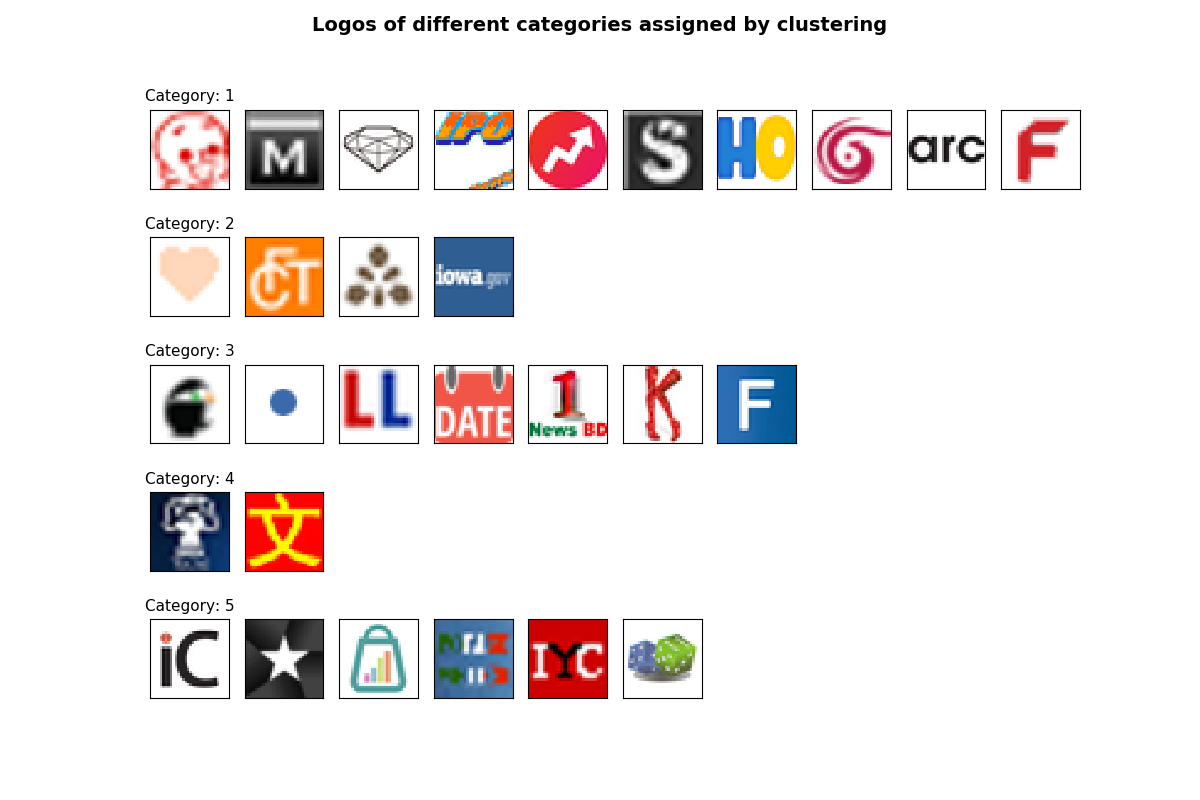 Logos of different categories assigned by clustering
Category: 1
M
IPO
S
HO
arc
F
Category: 2
FCT
iowa.gov
Category: 3
LL
DATE
1
News BD
K
F
Category: 4
文
Category: 5
iC
IYC